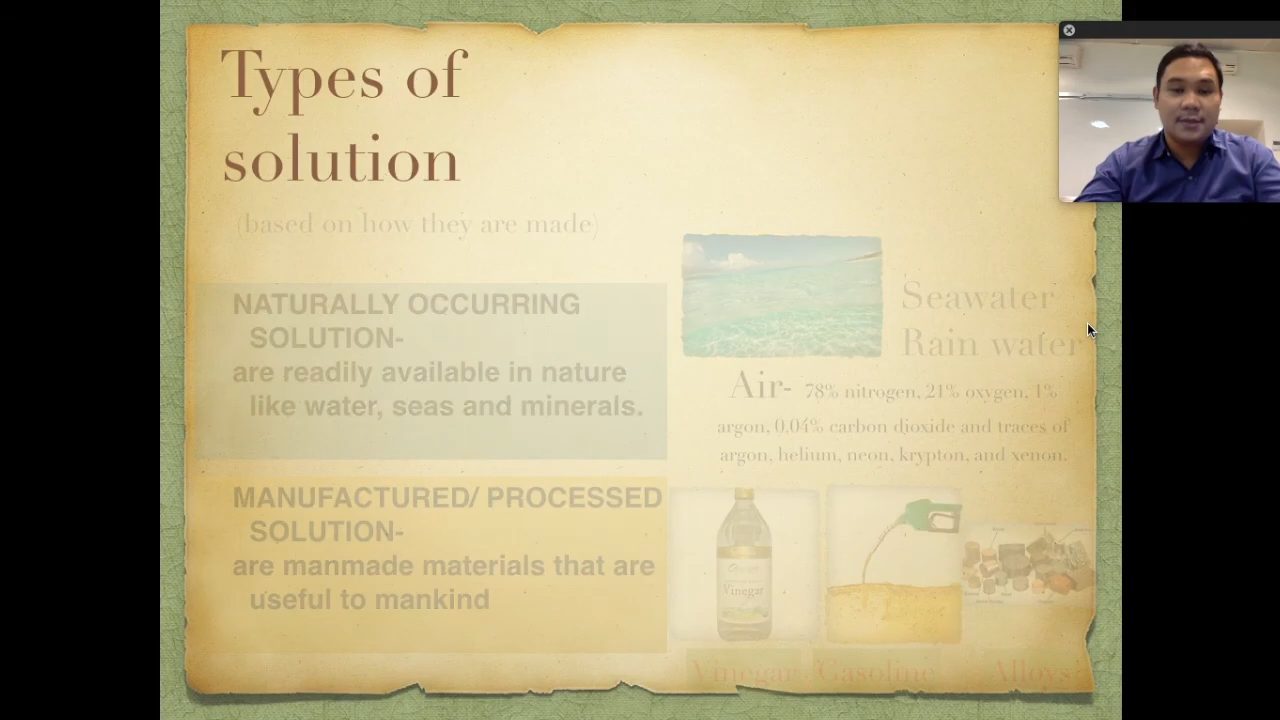 Types of
solution
(based on how they are made)
NATURALLY OCCURRING
SOLUTION-
are readily available in nature
like water, seas and minerals.
Seawater
Rain water
Air- 78% nitrogen, 21% oxygen, 1%
argon, 0.04% carbon dioxide and traces of
argon, helium, neon, krypton, and xenon.
MANUFACTURED/ PROCESSED
SOLUTION-
are manmade materials that are
useful to mankind
Vinegar
Vinegar Gasoline Alloys